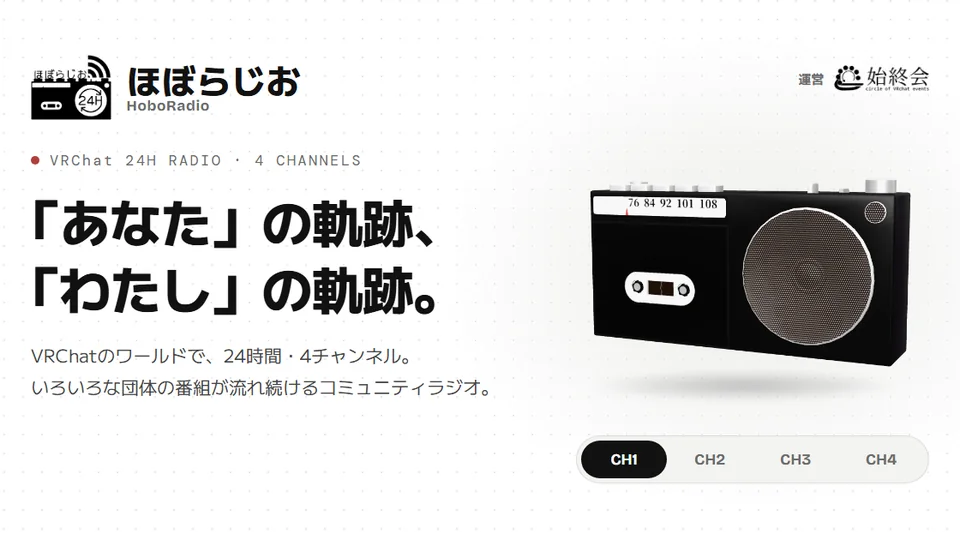 ほぼらじお
24H
ほぼらじお
HoboRadio
運営
始終会
circle of VRchat events
VRChat 24H RADIO · 4 CHANNELS
「あなた」の軌跡、
「わたし」の軌跡。
VRChatのワールドで、24時間・4チャンネル。
いろいろな団体の番組が流れ続けるコミュニティラジオ。
76 84 92 101 108
CH1
CH2
CH3
CH4